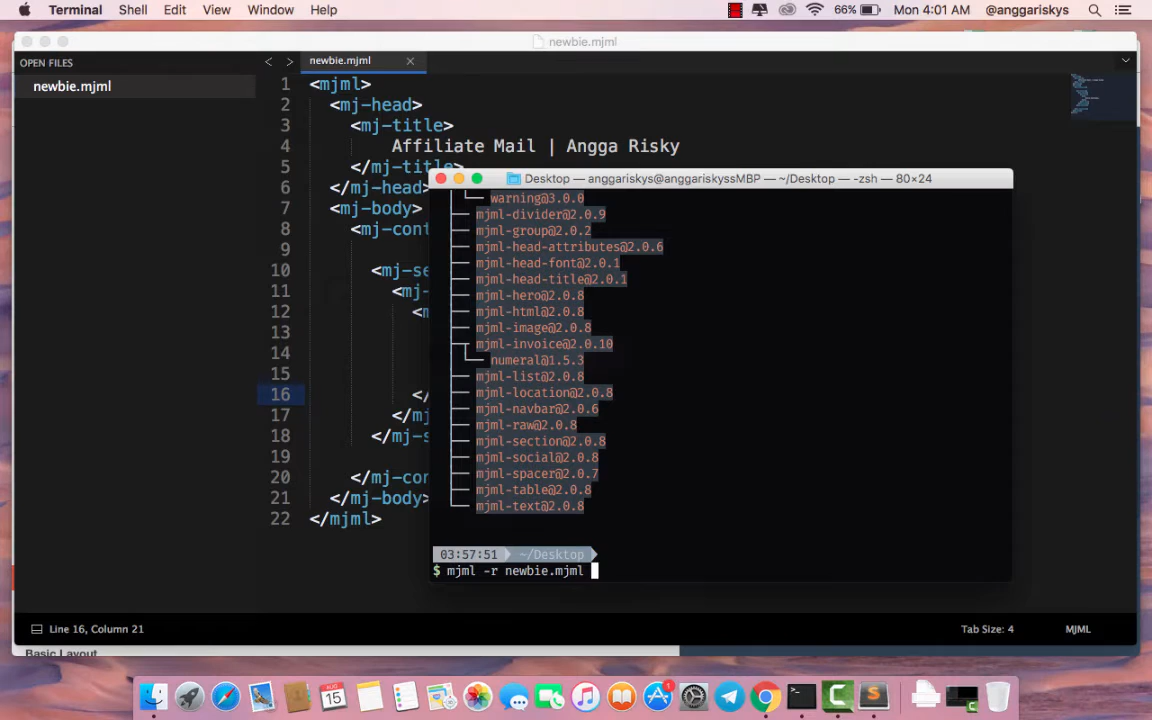 Terminal Shell Edit View Window Help 66% Mon 4:01 AM @anggariskys
newbie.mjml
OPEN FILES
newbie.mjml
newbie.mjml
1 <mjml>
2 <mj-head>
3 <mj-title>
4 Affiliate Mail | Angga Risky
5 </mj-title>
6 </mj-head>
7 <mj-body>
8 <mj-cont
9
10 <mj-se
11 <mj-
12 <m
13
14
15
16 </
17 </mj
18 </mj-s
19
20 </mj-con
21 </mj-body>
22 </mjml>
Desktop — anggariskys@anggariskyssMBP — ~/Desktop — -zsh — 80×24
warning@3.0.0
mjml-divider@2.0.9
mjml-group@2.0.2
mjml-head-attributes@2.0.6
mjml-head-font@2.0.1
mjml-head-title@2.0.1
mjml-hero@2.0.8
mjml-html@2.0.8
mjml-image@2.0.8
mjml-invoice@2.0.10
numeral@1.5.3
mjml-list@2.0.8
mjml-location@2.0.8
mjml-navbar@2.0.6
mjml-raw@2.0.8
mjml-section@2.0.8
mjml-social@2.0.8
mjml-spacer@2.0.7
mjml-table@2.0.8
mjml-text@2.0.8
03:57:51 ~/Desktop
$ mjml -r newbie.mjml
Line 16, Column 21
Tab Size: 4
MJML
Basic Layout
15
1